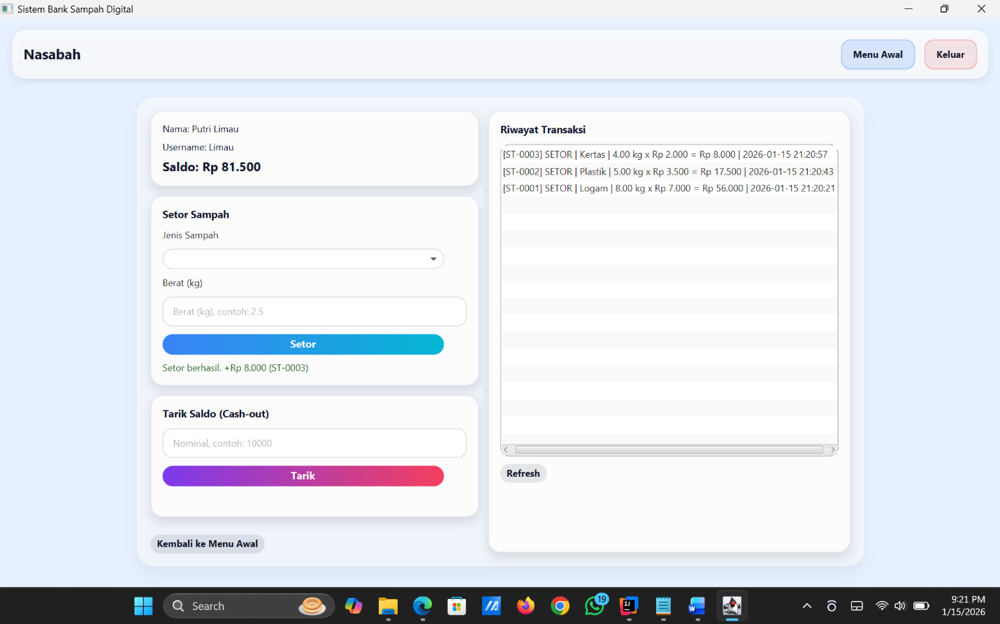 Sistem Bank Sampah Digital
Nasabah
Menu Awal
Keluar
Nama: Putri Limau
Username: Limau
Saldo: Rp 81.500
Setor Sampah
Jenis Sampah
Berat (kg)
Berat (kg), contoh: 2.5
Setor
Setor berhasil. +Rp 8.000 (ST-0003)
Tarik Saldo (Cash-out)
Nominal, contoh: 10000
Tarik
Kembali ke Menu Awal
Riwayat Transaksi
[ST-0003] SETOR | Kertas | 4.00 kg x Rp 2.000 = Rp 8.000 | 2026-01-15 21:20:57
[ST-0002] SETOR | Plastik | 5.00 kg x Rp 3.500 = Rp 17.500 | 2026-01-15 21:20:43
[ST-0001] SETOR | Logam | 8.00 kg x Rp 7.000 = Rp 56.000 | 2026-01-15 21:20:21
Refresh
Search
19
9:21 PM
1/15/2026